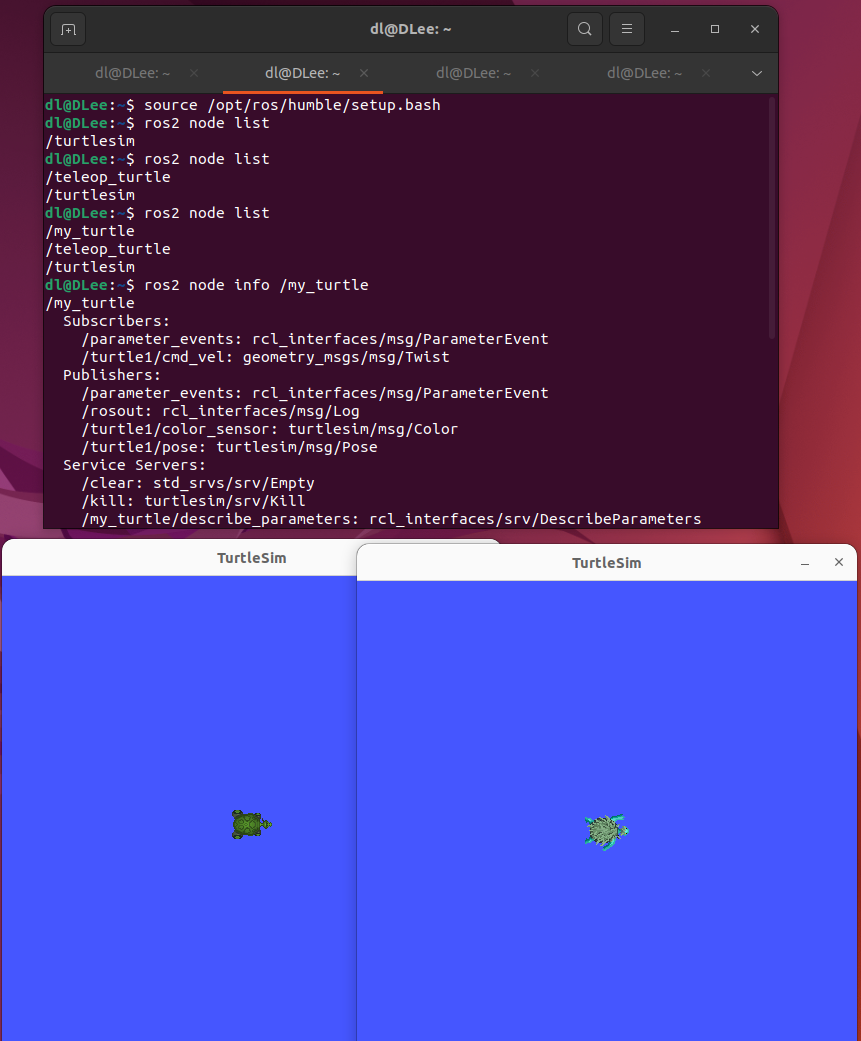 dl@DLee: ~
dl@DLee: ~ dl@DLee: ~ dl@DLee: ~ dl@DLee: ~
dl@DLee:~$ source /opt/ros/humble/setup.bash
dl@DLee:~$ ros2 node list
/turtlesim
dl@DLee:~$ ros2 node list
/teleop_turtle
/turtlesim
dl@DLee:~$ ros2 node list
/my_turtle
/teleop_turtle
/turtlesim
dl@DLee:~$ ros2 node info /my_turtle
/my_turtle
  Subscribers:
    /parameter_events: rcl_interfaces/msg/ParameterEvent
    /turtle1/cmd_vel: geometry_msgs/msg/Twist
  Publishers:
    /parameter_events: rcl_interfaces/msg/ParameterEvent
    /rosout: rcl_interfaces/msg/Log
    /turtle1/color_sensor: turtlesim/msg/Color
    /turtle1/pose: turtlesim/msg/Pose
  Service Servers:
    /clear: std_srvs/srv/Empty
    /kill: turtlesim/srv/Kill
    /my_turtle/describe_parameters: rcl_interfaces/srv/DescribeParameters
TurtleSim
TurtleSim